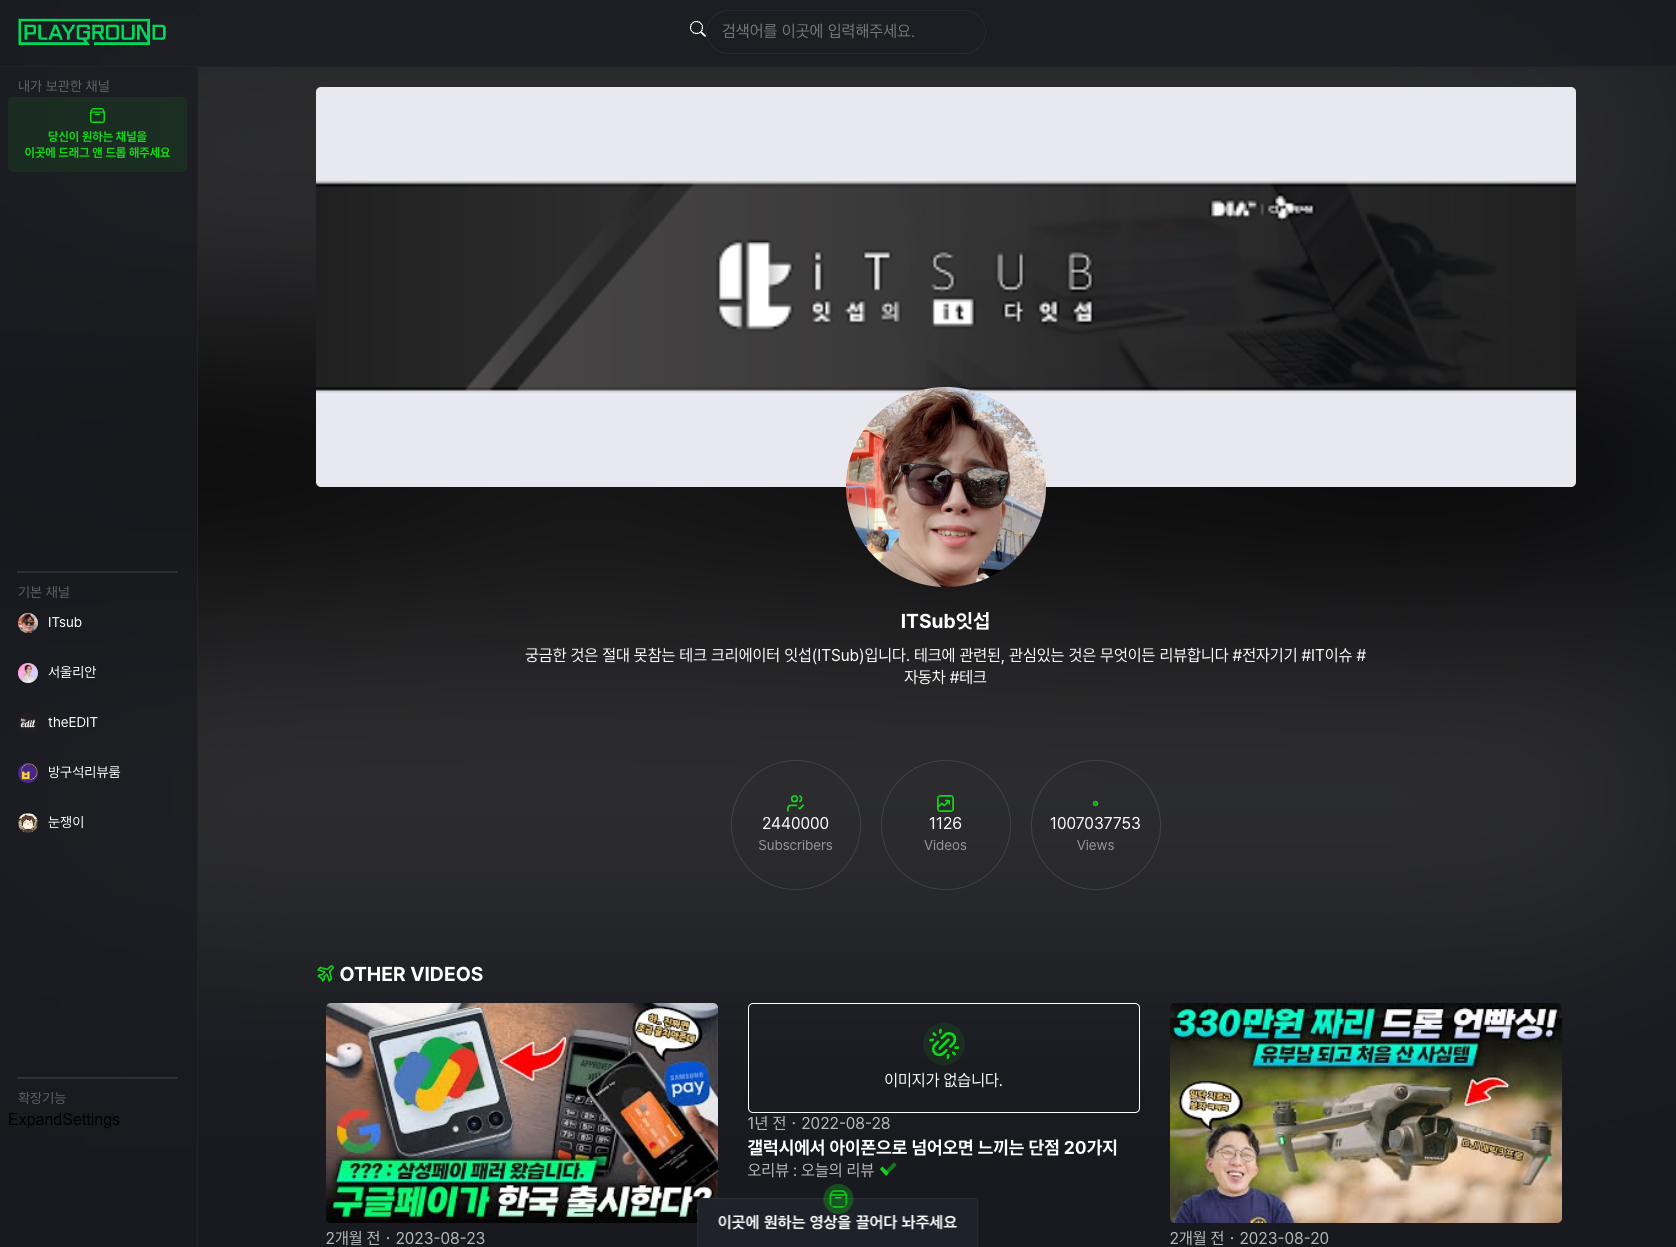 PLAYGROUND
검색어를 이곳에 입력해주세요.
내가 보관한 채널
당신이 원하는 채널을
이곳에 드래그 앤 드롭 해주세요
기본 채널
ITsub
서울리안
theEDIT
방구석리뷰룸
눈쟁이
확장기능
ExpandSettings
DIA TV
iTSUB
잇섭의 it 다잇섭
ITSub잇섭
궁금한 것은 절대 못참는 테크 크리에이터 잇섭(ITSub)입니다. 테크에 관련된, 관심있는 것은 무엇이든 리뷰합니다 #전자기기 #IT이슈 #
자동차 #테크
2440000
Subscribers
1126
Videos
1007037753
Views
OTHER VIDEOS
SAMSUNG
pay
??? : 삼성페이 패러 왔습니다.
구글페이가 한국 출시한다?
2개월 전 · 2023-08-23
이미지가 없습니다.
1년 전 · 2022-08-28
갤럭시에서 아이폰으로 넘어오면 느끼는 단점 20가지
오리뷰 : 오늘의 리뷰
330만원 짜리 드론 언빡싱!
유부남 되고 처음 산 사심템
일단 지르고
보자 ㅋㅋㅋ
2개월 전 · 2023-08-20
이곳에 원하는 영상을 끌어다 놔주세요